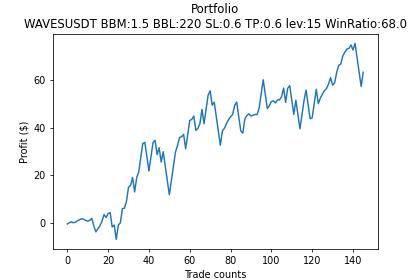 Portfolio
WAVESUSDT BBM:1.5 BBL:220 SL:0.6 TP:0.6 lev:15 WinRatio:68.0
60
40
20
0
Profit ($)
0 20 40 60 80 100 120 140
Trade counts